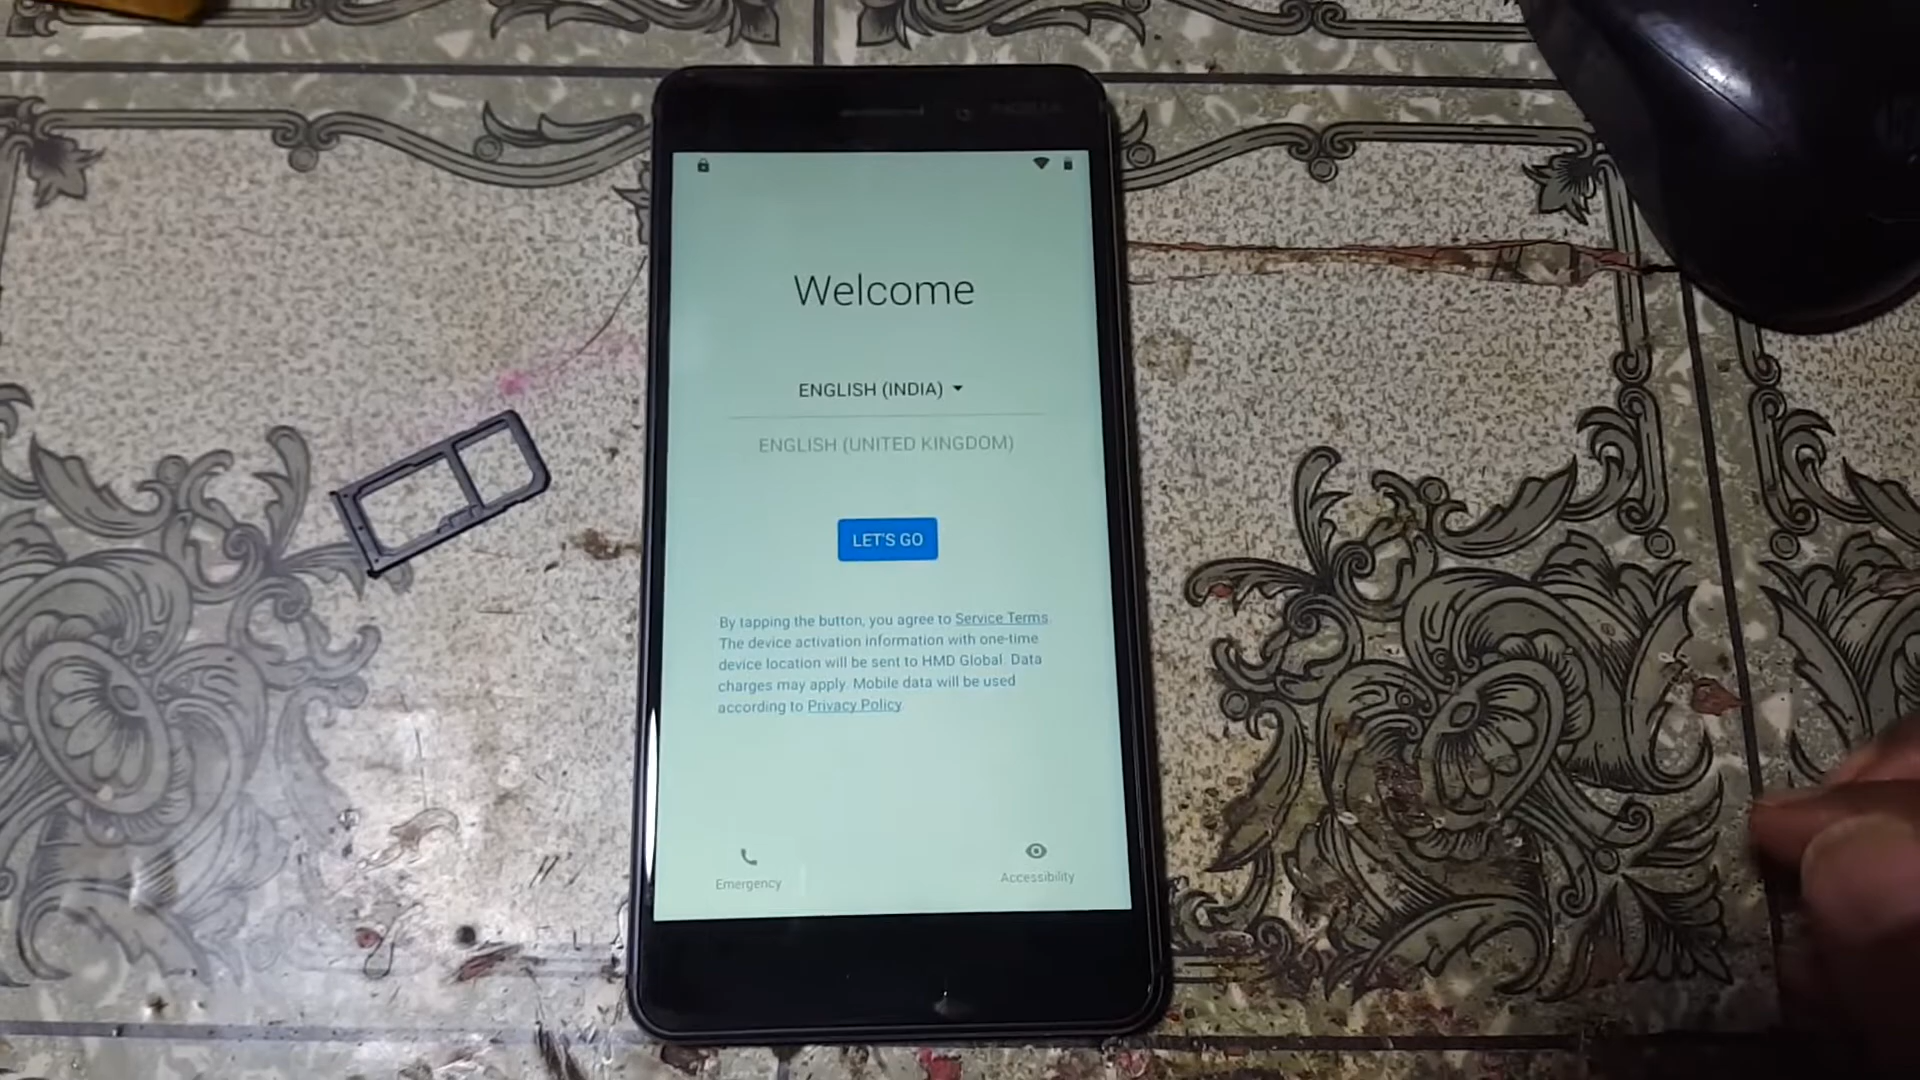 NOKIA
Welcome
ENGLISH (INDIA)
ENGLISH (UNITED KINGDOM)
LET'S GO
By tapping the button, you agree to Service Terms.
The device activation information with one-time
device location will be sent to HMD Global. Data
charges may apply. Mobile data will be used
according to Privacy Policy.
Emergency
Accessibility